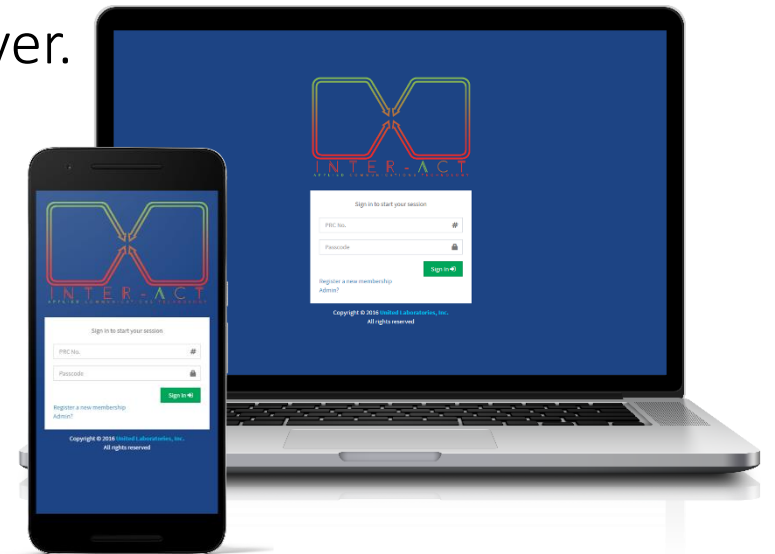 ver.
INTER-ACT
Sign in to start your session
PRC No.
#
Passcode
Sign In
Register a new membership
Admin?
Copyright © 2016 United Laboratories, Inc.
All rights reserved
INTER-ACT
Sign in to start your session
PRC No.
#
Passcode
Sign In
Register a new membership
Admin?
Copyright © 2016 United Laboratories, Inc.
All rights reserved